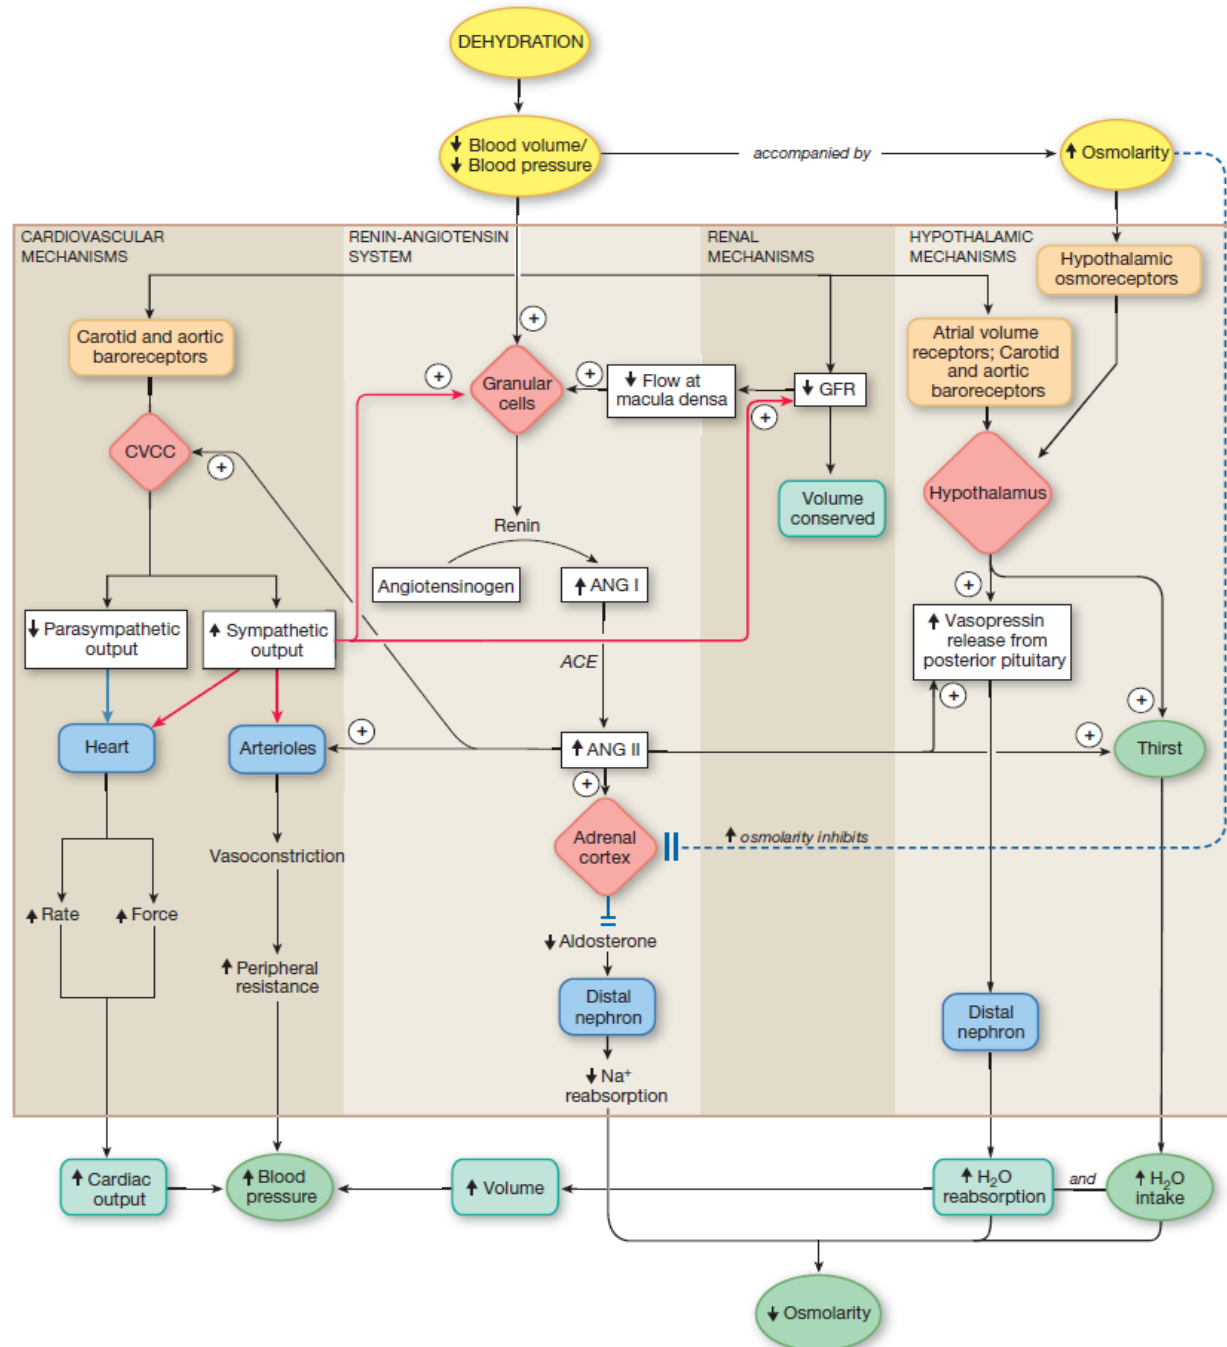 DEHYDRATION
↓ Blood volume/
↓ Blood pressure
accompanied by
↑ Osmolarity
CARDIOVASCULAR
MECHANISMS
RENIN-ANGIOTENSIN
SYSTEM
RENAL
MECHANISMS
HYPOTHALAMIC
MECHANISMS
Hypothalamic
osmoreceptors
Carotid and aortic
baroreceptors
+
Granular
cells
+
+
↓ Flow at
macula densa
↓ GFR
+
Atrial volume
receptors; Carotid
and aortic
baroreceptors
CVCC
+
Volume
conserved
Hypothalamus
Renin
Angiotensinogen
↑ ANG I
+
↓ Parasympathetic
output
↑ Sympathetic
output
ACE
↑ Vasopressin
release from
posterior pituitary
+
+
Heart
Arterioles
+
↑ ANG II
+
Thirst
+
Adrenal
cortex
↑ osmolarity inhibits
Vasoconstriction
↑ Rate
↑ Force
↓ Aldosterone
↑ Peripheral
resistance
Distal
nephron
Distal
nephron
↓ Na⁺
reabsorption
↑ Cardiac
output
↑ Blood
pressure
↑ Volume
↑ H₂O
reabsorption
and
↑ H₂O
intake
↓ Osmolarity